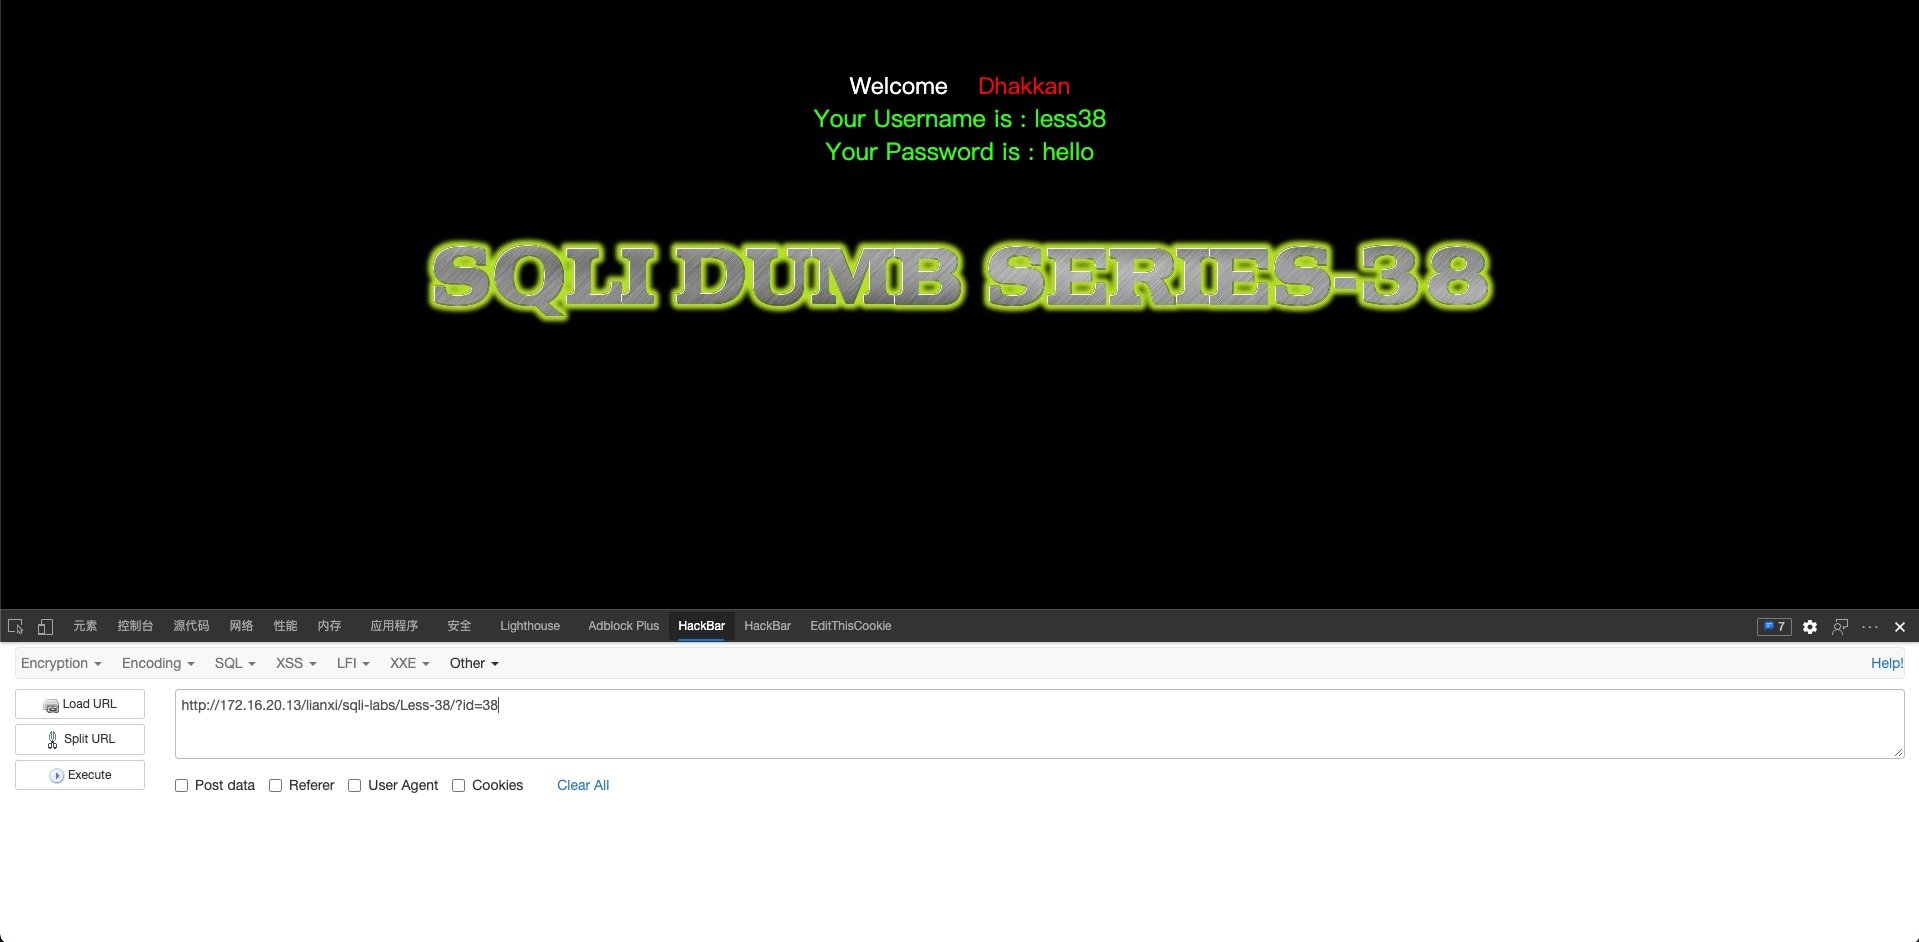 Welcome Dhakkan
Your Username is : less38
Your Password is : hello
SQLI DUMB SERIES-38
元素 控制台 源代码 网络 性能 内存 应用程序 安全 Lighthouse Adblock Plus HackBar HackBar EditThisCookie 7
Encryption Encoding SQL XSS LFI XXE Other Help!
Load URL http://172.16.20.13/lianxi/sqli-labs/Less-38/?id=38
Split URL
Execute
Post data Referer User Agent Cookies Clear All